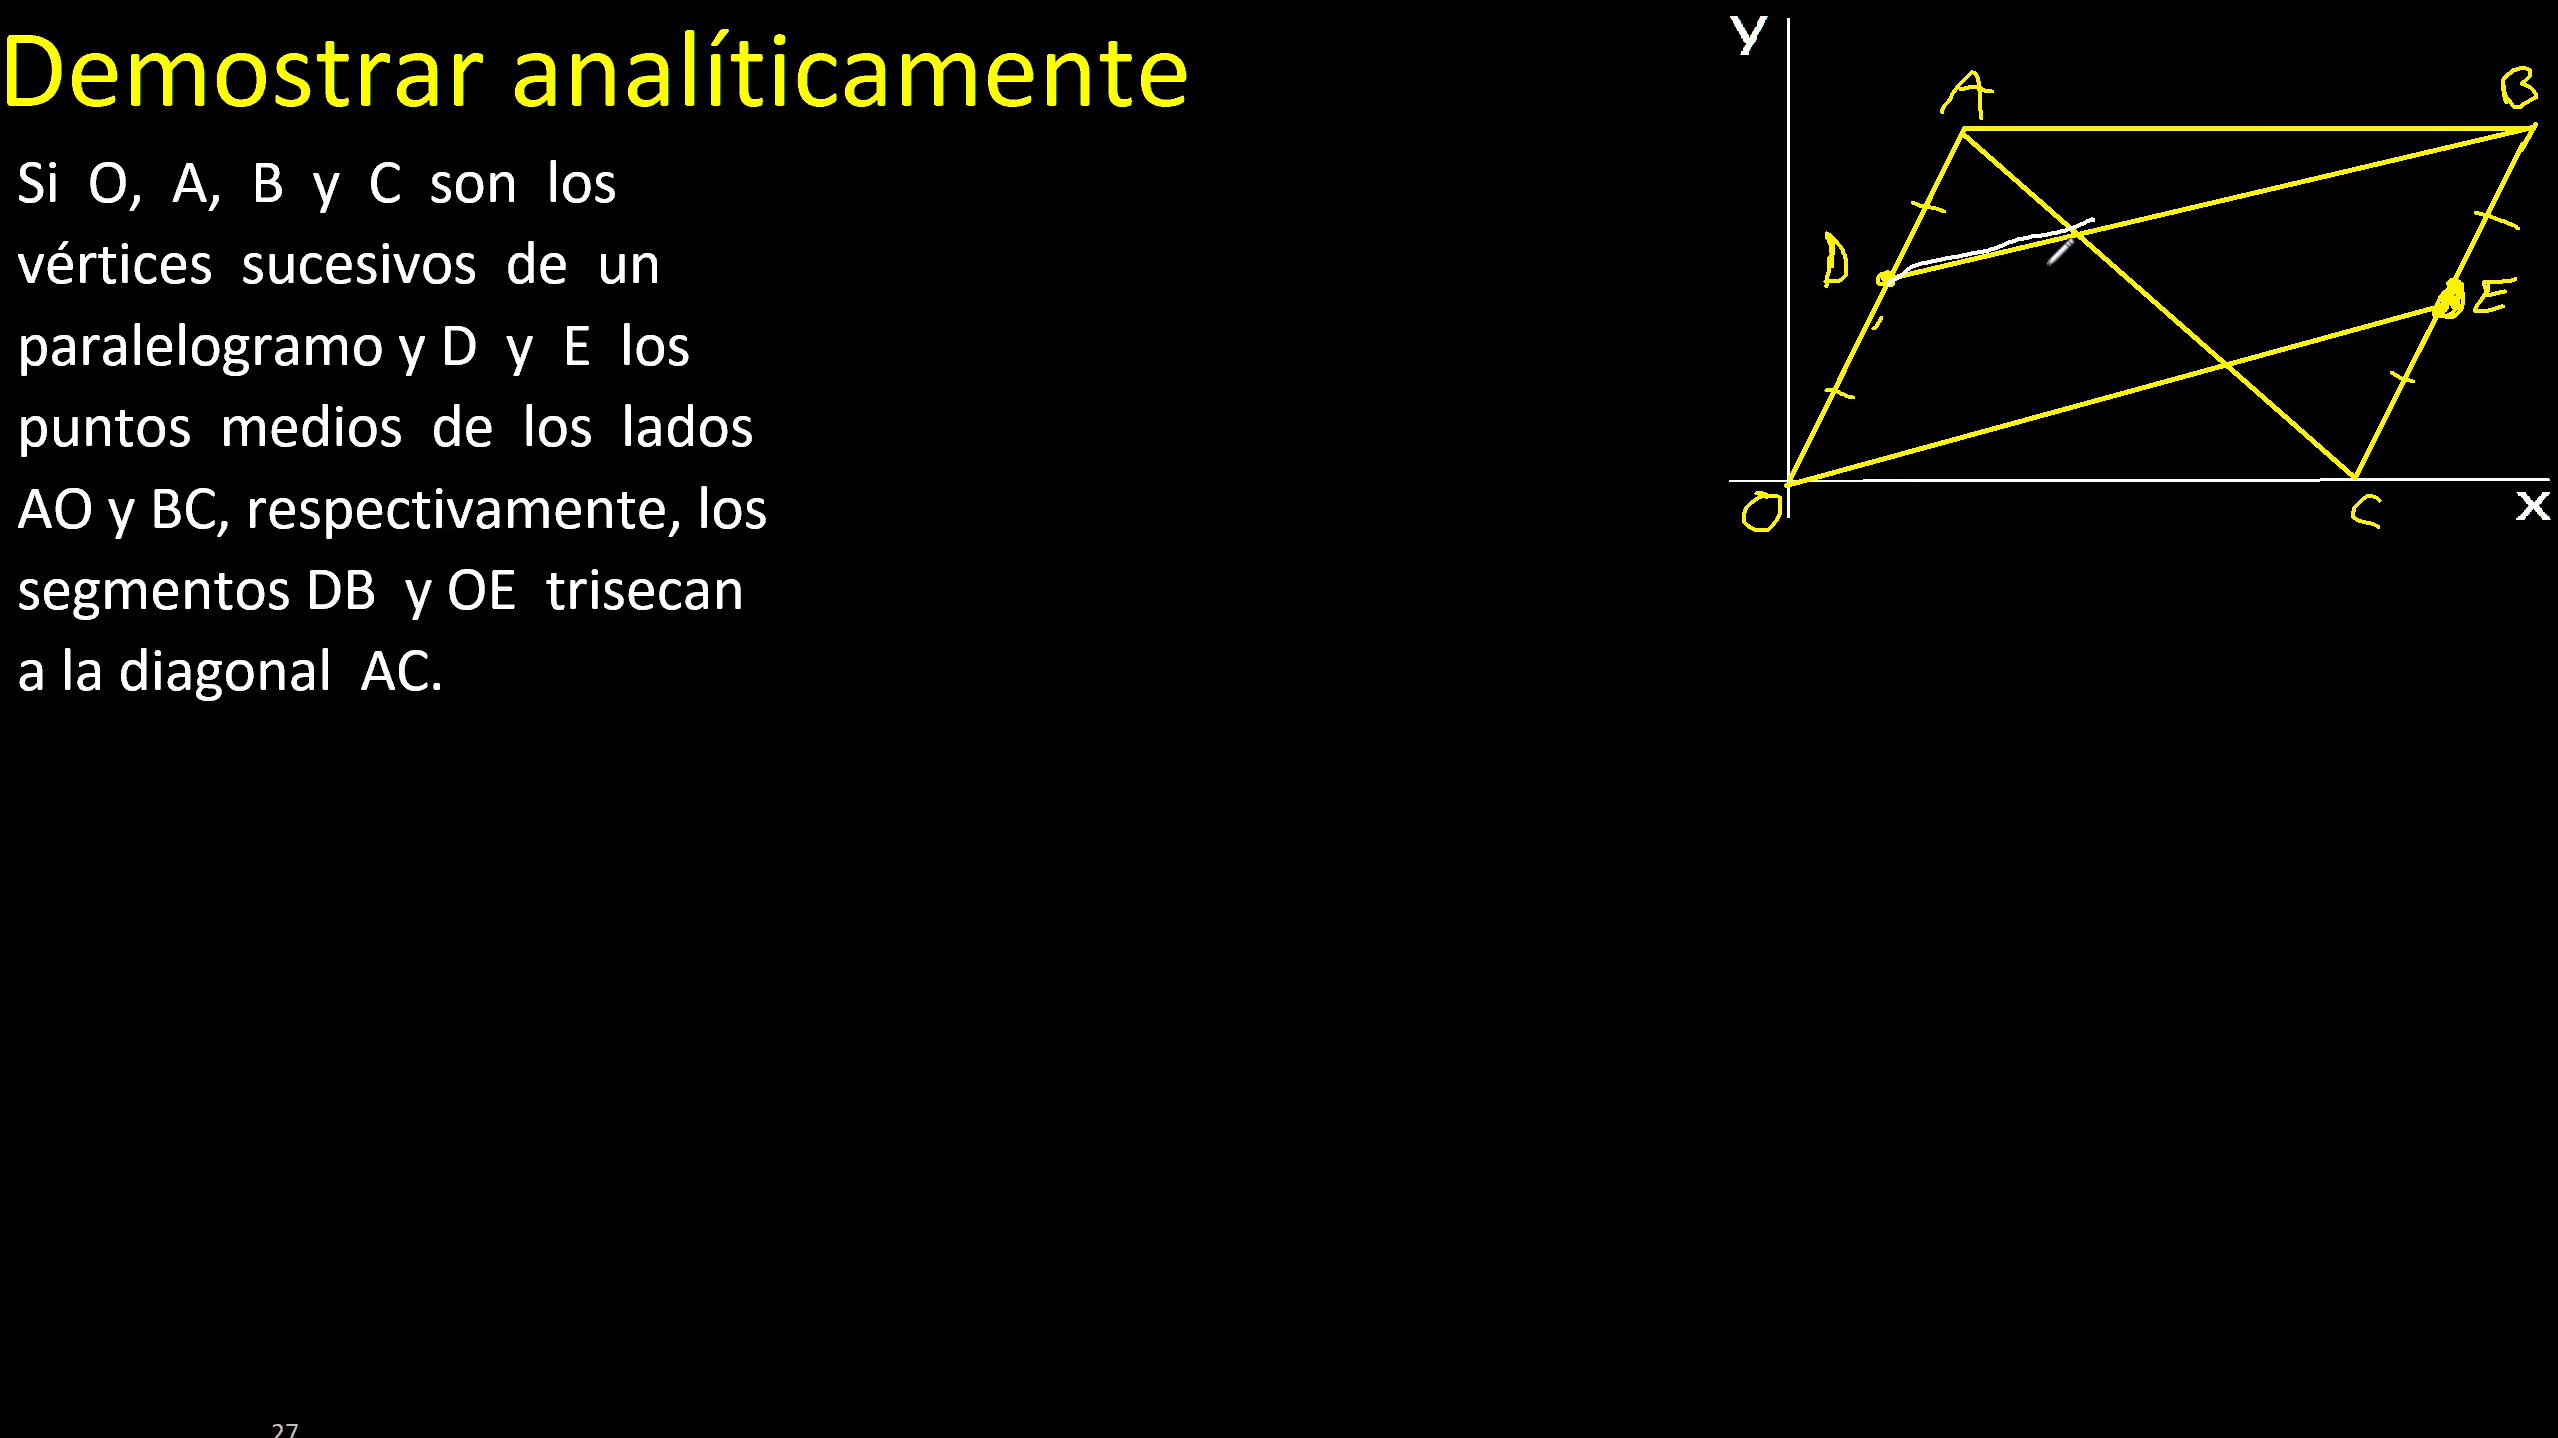 Demostrar analíticamente
Si O, A, B y C son los
vértices sucesivos de un
paralelogramo y D y E los
puntos medios de los lados
AO y BC, respectivamente, los
segmentos DB y OE trisecan
a la diagonal AC.
y
A
B
D
E
O
C
x
27